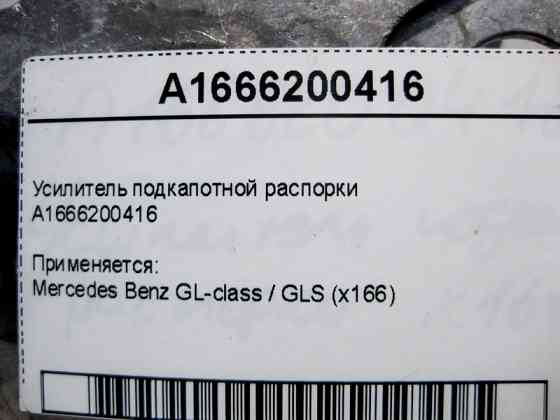 A1666200416
Усилитель подкапотной распорки
A1666200416
Применяется:
Mercedes Benz GL-class / GLS (x166)